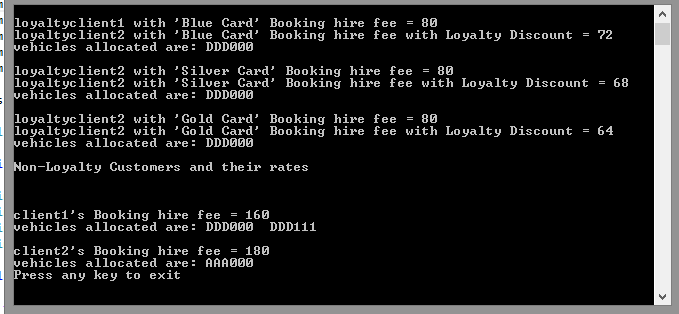 loyaltyclient1 with 'Blue Card' Booking hire fee = 80
loyaltyclient2 with 'Blue Card' Booking hire fee with Loyalty Discount = 72
vehicles allocated are: DDD000
loyaltyclient2 with 'Silver Card' Booking hire fee = 80
loyaltyclient2 with 'Silver Card' Booking hire fee with Loyalty Discount = 68
vehicles allocated are: DDD000
loyaltyclient2 with 'Gold Card' Booking hire fee = 80
loyaltyclient2 with 'Gold Card' Booking hire fee with Loyalty Discount = 64
vehicles allocated are: DDD000
Non-Loyalty Customers and their rates
client1's Booking hire fee = 160
vehicles allocated are: DDD000  DDD111
client2's Booking hire fee = 180
vehicles allocated are: AAA000
Press any key to exit